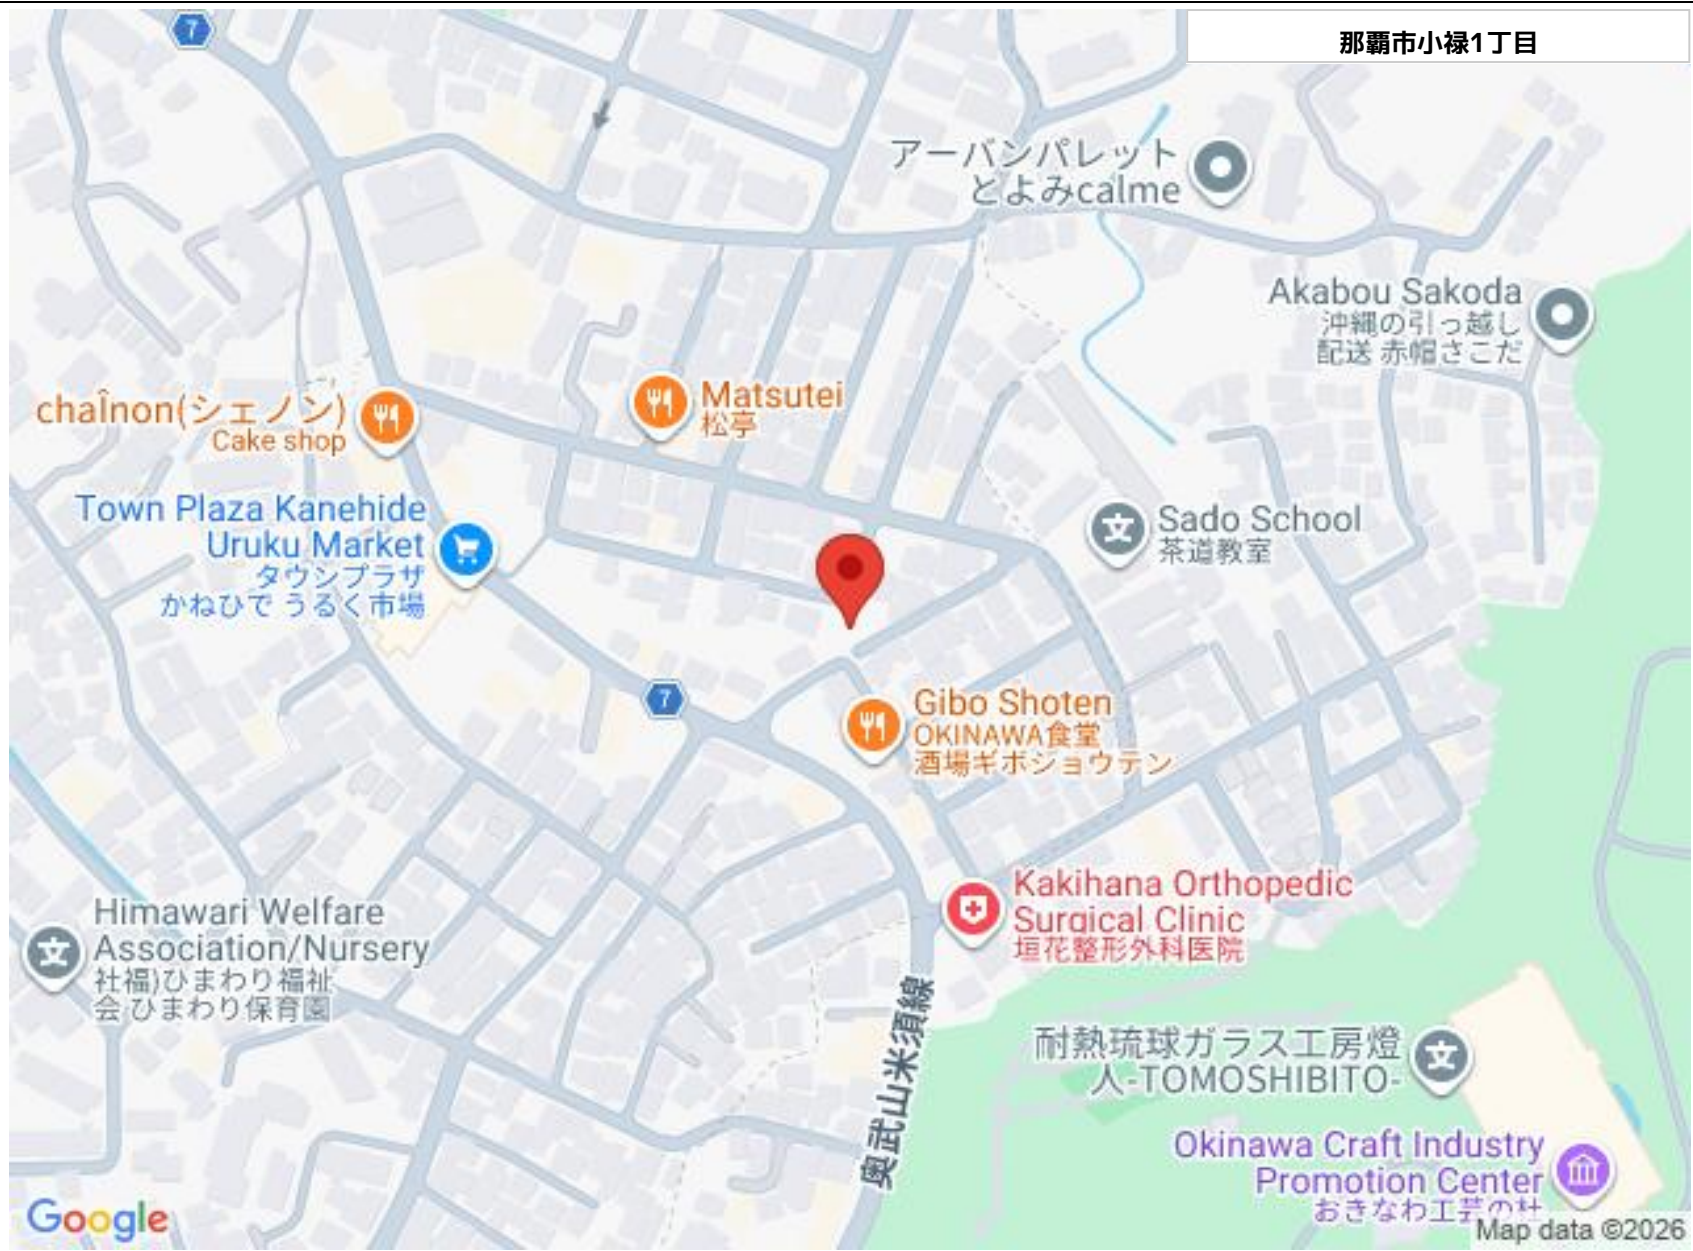 那覇市小禄1丁目
7
アーバンパレット
とよみcalme
Akabou Sakoda
沖縄の引っ越し
配送 赤帽さこだ
chaÎnon(シェノン)
Cake shop
Matsutei
松亭
Town Plaza Kanehide
Uruku Market
タウンプラザ
かねひで うるく市場
Sado School
茶道教室
7
Gibo Shoten
OKINAWA食堂
酒場ギボショウテン
Kakihana Orthopedic
Surgical Clinic
垣花整形外科医院
Himawari Welfare
Association/Nursery
社福)ひまわり福祉
会 ひまわり保育園
奥武山米須線
耐熱琉球ガラス工房燈
人-TOMOSHIBITO-
Okinawa Craft Industry
Promotion Center
おきなわ工芸の杜
Google
Map data ©2026